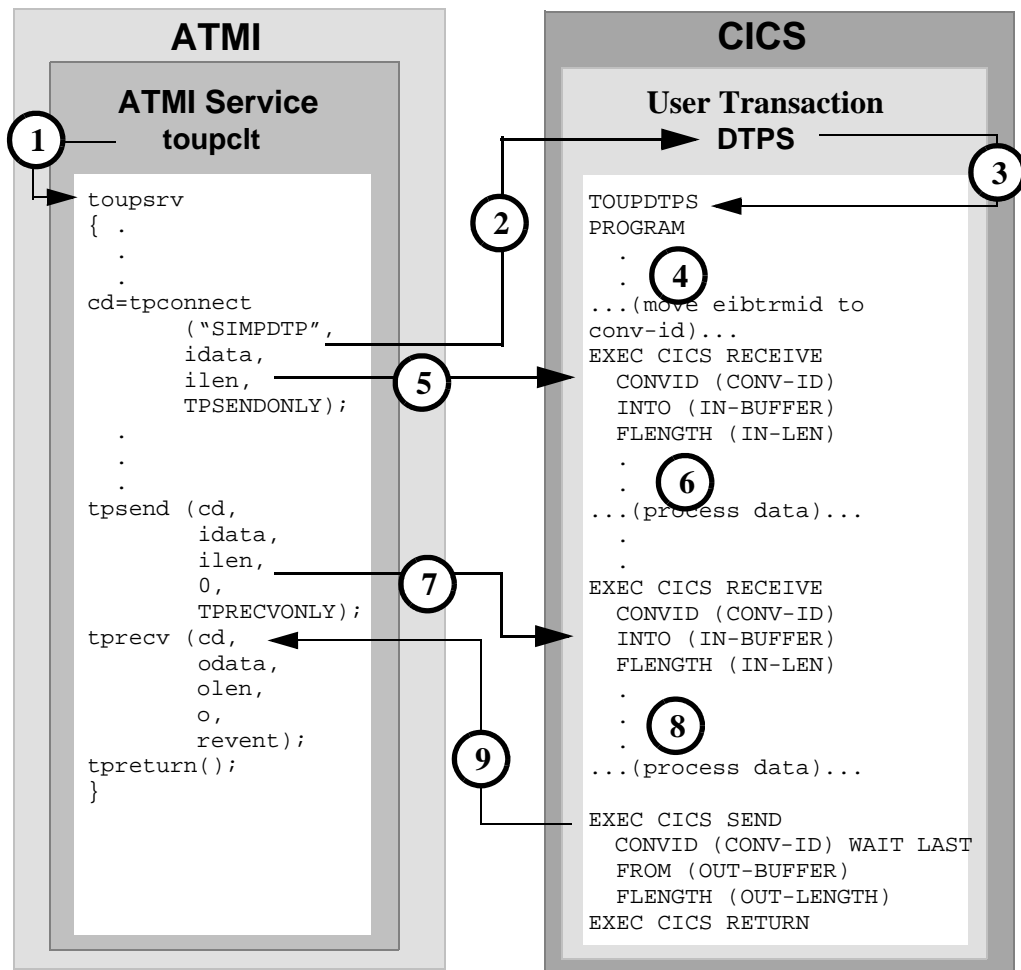 ATMI
ATMI Service
toupclt
1
toupsrv
{ .
.
.
cd=tpconnect
(“SIMPDTP”,
idata,
ilen,
TPSENDONLY);
.
.
.
tpsend (cd,
idata,
ilen,
0,
TPRECVONLY);
tprecv (cd,
odata,
olen,
o,
revent);
tpreturn();
}
2
5
7
9
CICS
User Transaction
DTPS
3
TOUPDTPS
PROGRAM
.
.
4
...(move eibtrmid to
conv-id)...
EXEC CICS RECEIVE
CONVID (CONV-ID)
INTO (IN-BUFFER)
FLENGTH (IN-LEN)
.
.
6
...(process data)...
.
.
EXEC CICS RECEIVE
CONVID (CONV-ID)
INTO (IN-BUFFER)
FLENGTH (IN-LEN)
.
.
.
8
...(process data)...
EXEC CICS SEND
CONVID (CONV-ID) WAIT LAST
FROM (OUT-BUFFER)
FLENGTH (OUT-LENGTH)
EXEC CICS RETURN